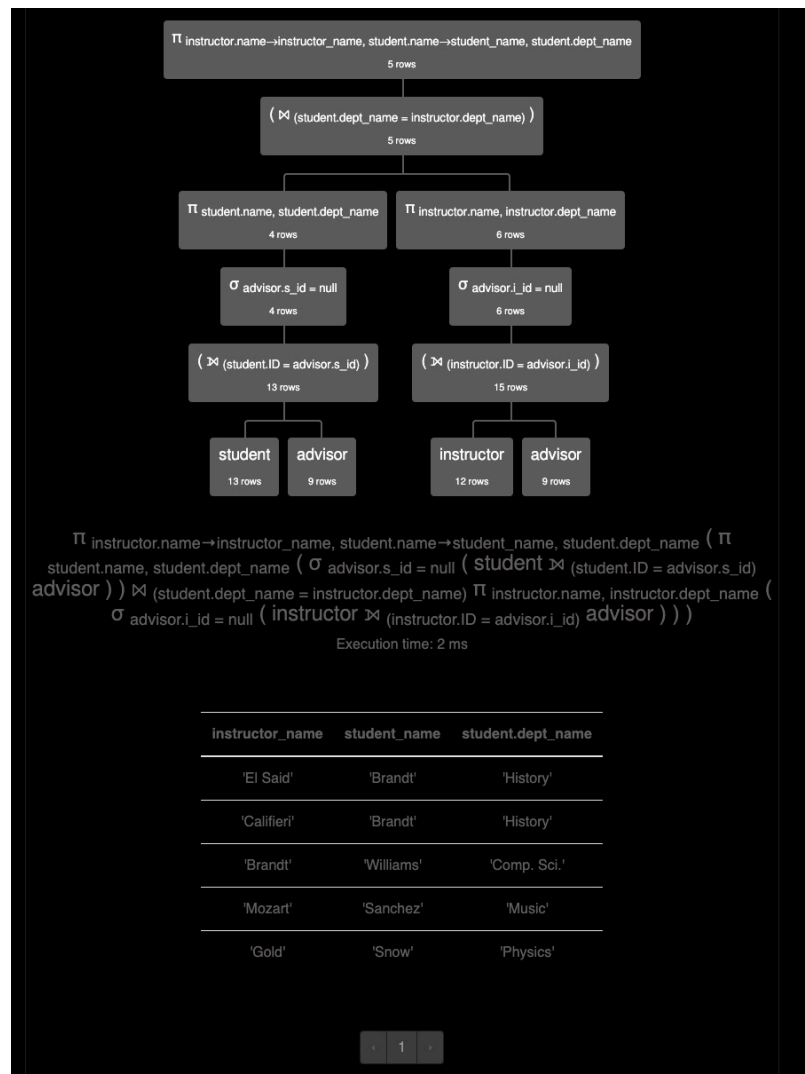 π instructor.name→instructor_name, student.name→student_name, student.dept_name
5 rows
( ⋈ (student.dept_name = instructor.dept_name) )
5 rows
π student.name, student.dept_name
4 rows
π instructor.name, instructor.dept_name
6 rows
σ advisor.s_id = null
4 rows
σ advisor.i_id = null
6 rows
( ⟕ (student.ID = advisor.s_id) )
13 rows
( ⟕ (instructor.ID = advisor.i_id) )
15 rows
student
13 rows
advisor
9 rows
instructor
12 rows
advisor
9 rows
π instructor.name→instructor_name, student.name→student_name, student.dept_name ( π
student.name, student.dept_name ( σ advisor.s_id = null ( student ⟕ (student.ID = advisor.s_id)
advisor ) ) ⋈ (student.dept_name = instructor.dept_name) π instructor.name, instructor.dept_name (
σ advisor.i_id = null ( instructor ⟕ (instructor.ID = advisor.i_id) advisor ) ) )
Execution time: 2 ms
instructor_name student_name student.dept_name
'El Said' 'Brandt' 'History'
'Califieri' 'Brandt' 'History'
'Brandt' 'Williams' 'Comp. Sci.'
'Mozart' 'Sanchez' 'Music'
'Gold' 'Snow' 'Physics'
‹ 1 ›